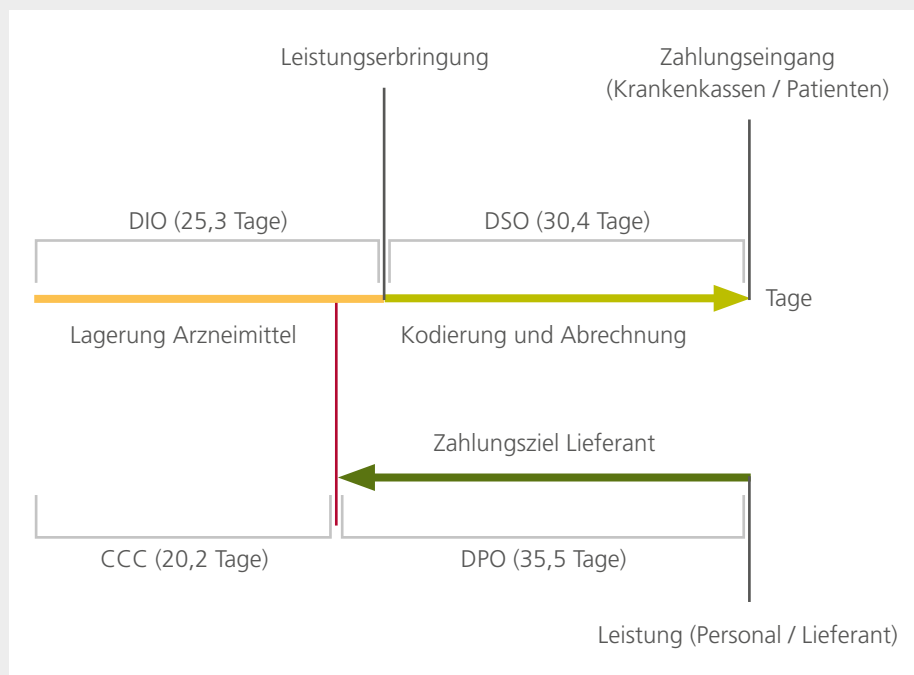 Leistungserbringung
Zahlungseingang
(Krankenkassen / Patienten)
DIO (25,3 Tage)
DSO (30,4 Tage)
Tage
Lagerung Arzneimittel
Kodierung und Abrechnung
Zahlungsziel Lieferant
CCC (20,2 Tage)
DPO (35,5 Tage)
Leistung (Personal / Lieferant)